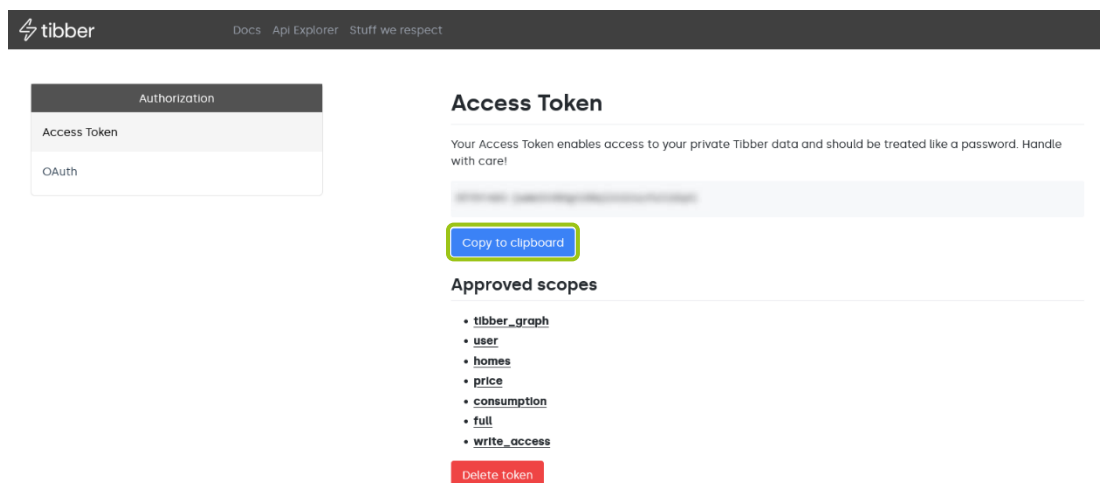 tibber
Docs Api Explorer Stuff we respect
Authorization
Access Token
OAuth
Access Token
Your Access Token enables access to your private Tibber data and should be treated like a password. Handle
with care!
Copy to clipboard
Approved scopes
• tibber_graph
• user
• homes
• price
• consumption
• full
• write_access
Delete token